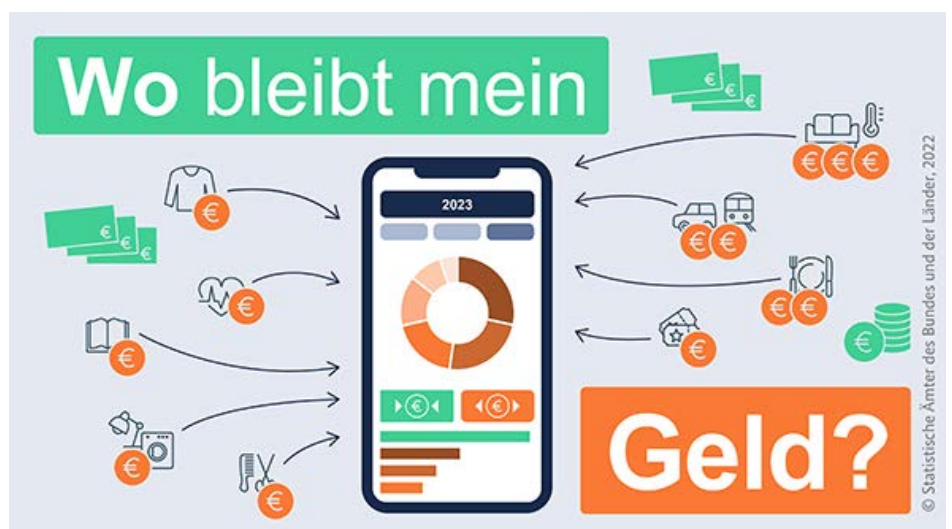 Wo bleibt mein
2023
Geld?
© Statistische Ämter des Bundes und der Länder, 2022